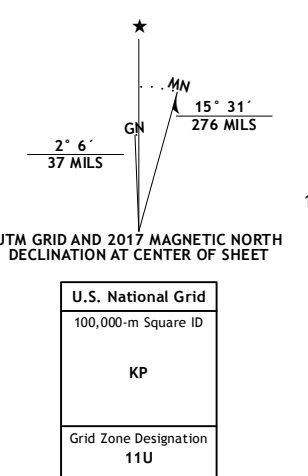 ★
MN
GN
15° 31´
276 MILS
2° 6´
37 MILS
UTM GRID AND 2017 MAGNETIC NORTH
DECLINATION AT CENTER OF SHEET
U.S. National Grid
100,000-m Square ID
KP
Grid Zone Designation
11U